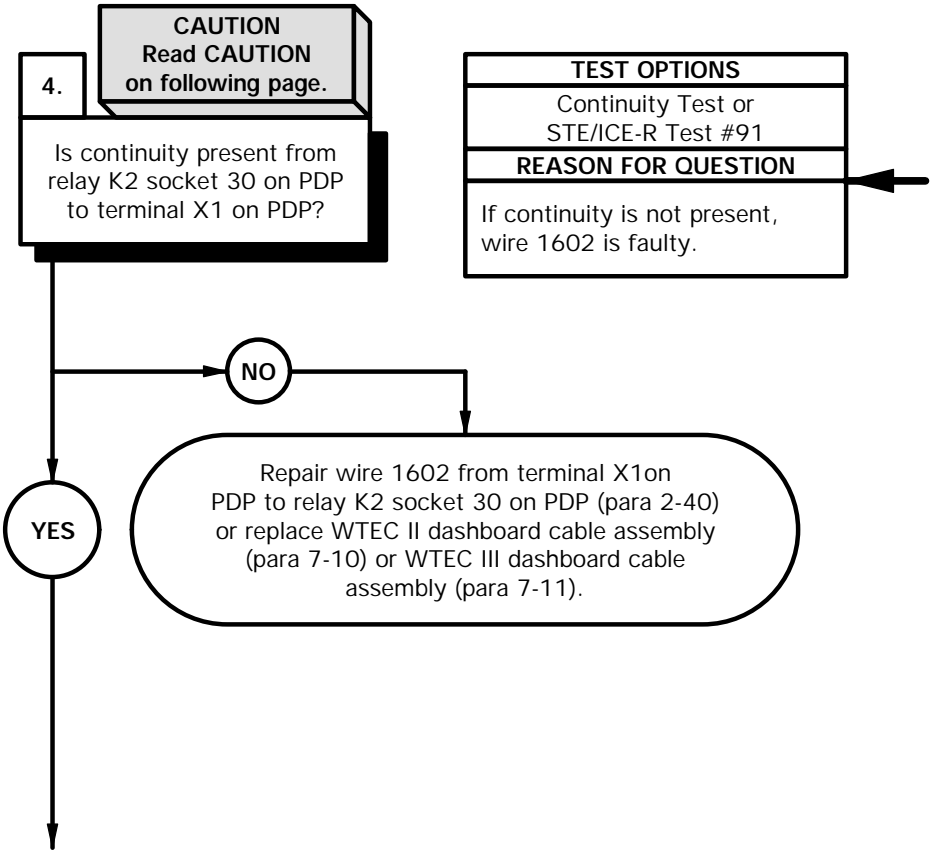 CAUTION
Read CAUTION
on following page.
4.
Is continuity present from
relay K2 socket 30 on PDP
to terminal X1 on PDP?
TEST OPTIONS
Continuity Test or
STE/ICE-R Test #91
REASON FOR QUESTION
If continuity is not present,
wire 1602 is faulty.
NO
Repair wire 1602 from terminal X1on
PDP to relay K2 socket 30 on PDP (para 2-40)
or replace WTEC II dashboard cable assembly
(para 7-10) or WTEC III dashboard cable
assembly (para 7-11).
YES